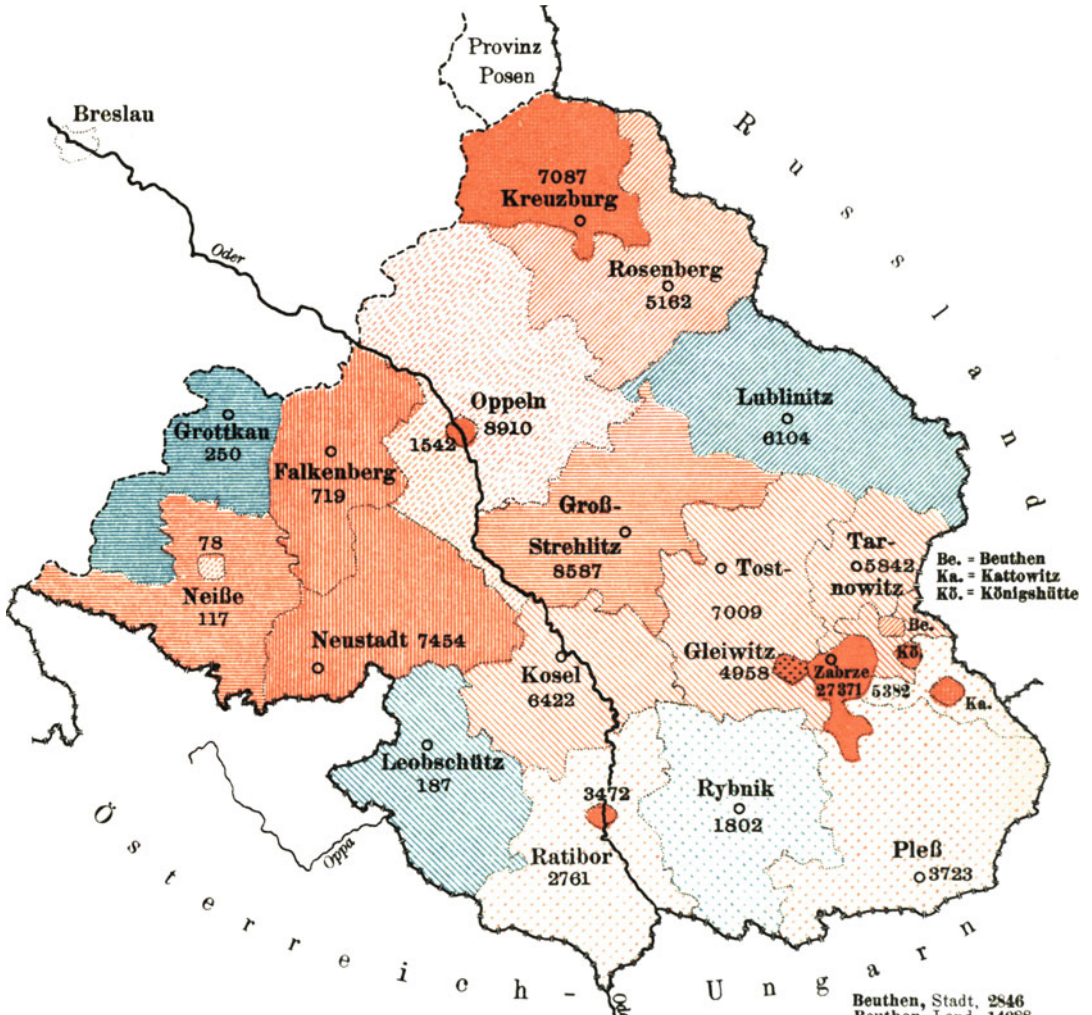 Provinz
Posen
Breslau
Russland
7087
Kreuzburg
Oder
Rosenberg
5162
Lublinitz
6104
Oppeln
8910
1542
Grottkau
250
Falkenberg
719
Groß-
Strehlitz
8587
78
Neiße
117
Tost-
7009
Gleiwitz
4958
Tar-
5842
nowitz
Be. = Beuthen
Ka. = Kattowitz
Kö. = Königshütte
Be.
Kö.
Zabrze
27371
5382
Ka.
Neustadt 7454
Kosel
6422
Leobschütz
187
3472
Ratibor
2761
Rybnik
1802
Pleß
3723
Oppa
Österreich-Ungarn
Beuthen, Stadt, 2846
Beuthen, Land,